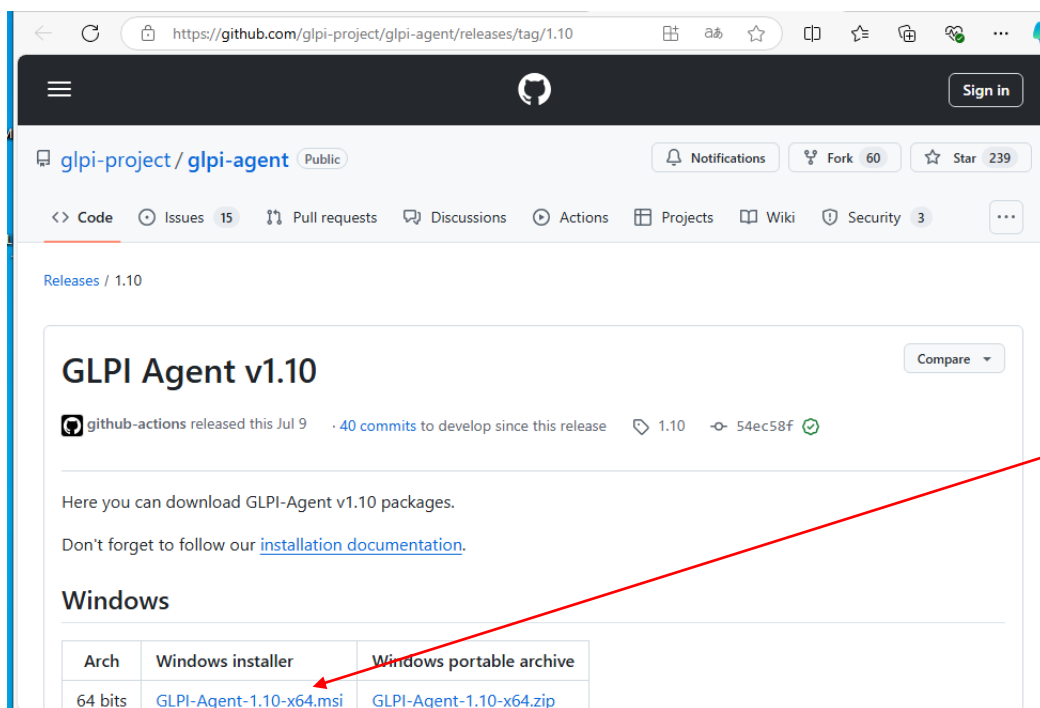 https://github.com/glpi-project/glpi-agent/releases/tag/1.10
Sign in
glpi-project / glpi-agent Public
Notifications Fork 60 Star 239
<> Code Issues 15 Pull requests Discussions Actions Projects Wiki Security 3 ...
Releases / 1.10
GLPI Agent v1.10
Compare
github-actions released this Jul 9 · 40 commits to develop since this release 1.10 54ec58f
Here you can download GLPI-Agent v1.10 packages.
Don't forget to follow our installation documentation.
Windows
Arch Windows installer Windows portable archive
64 bits GLPI-Agent-1.10-x64.msi GLPI-Agent-1.10-x64.zip